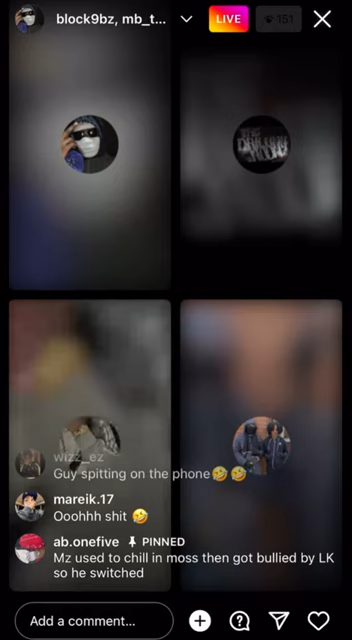 block9bz, mb_t...
LIVE
151
wizz_ez
Guy spitting on the phone🤣🤣
mareik.17
Ooohhh shit 🤣
ab.onefive PINNED
Mz used to chill in moss then got bullied by LK
so he switched
Add a comment...